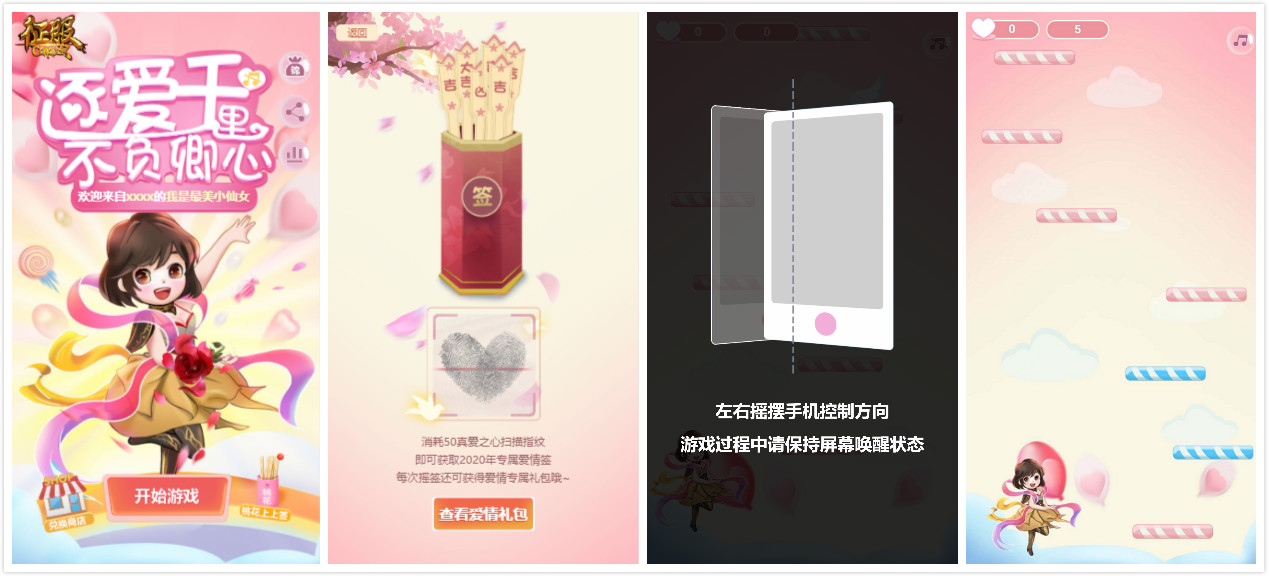 征服
逐爱千里
不负卿心
欢迎来自xxxx的我是最美小仙女
SHOP
兑换商店
开始游戏
桃花
桃花上上签
返回
大吉
吉
凶
吉
吉
签
消耗50真爱之心扫描指纹
即可获取2020年专属爱情签
每次摇签还可获得爱情专属礼包哦~
查看爱情礼包
0
0
左右摇摆手机控制方向
游戏过程中请保持屏幕唤醒状态
0
5